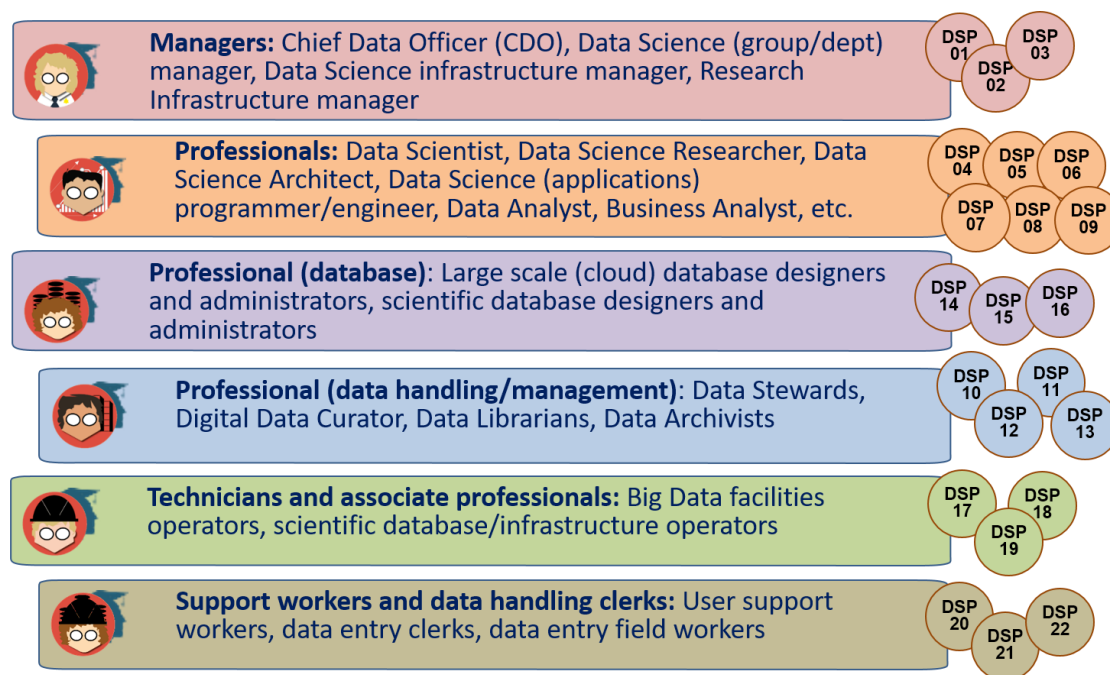 Managers: Chief Data Officer (CDO), Data Science (group/dept)
manager, Data Science infrastructure manager, Research
Infrastructure manager
DSP
01
DSP
02
DSP
03
Professionals: Data Scientist, Data Science Researcher, Data
Science Architect, Data Science (applications)
programmer/engineer, Data Analyst, Business Analyst, etc.
DSP
04
DSP
05
DSP
06
DSP
07
DSP
08
DSP
09
Professional (database): Large scale (cloud) database designers
and administrators, scientific database designers and
administrators
DSP
14
DSP
15
DSP
16
Professional (data handling/management): Data Stewards,
Digital Data Curator, Data Librarians, Data Archivists
DSP
10
DSP
11
DSP
12
DSP
13
Technicians and associate professionals: Big Data facilities
operators, scientific database/infrastructure operators
DSP
17
DSP
18
DSP
19
Support workers and data handling clerks: User support
workers, data entry clerks, data entry field workers
DSP
20
DSP
21
DSP
22